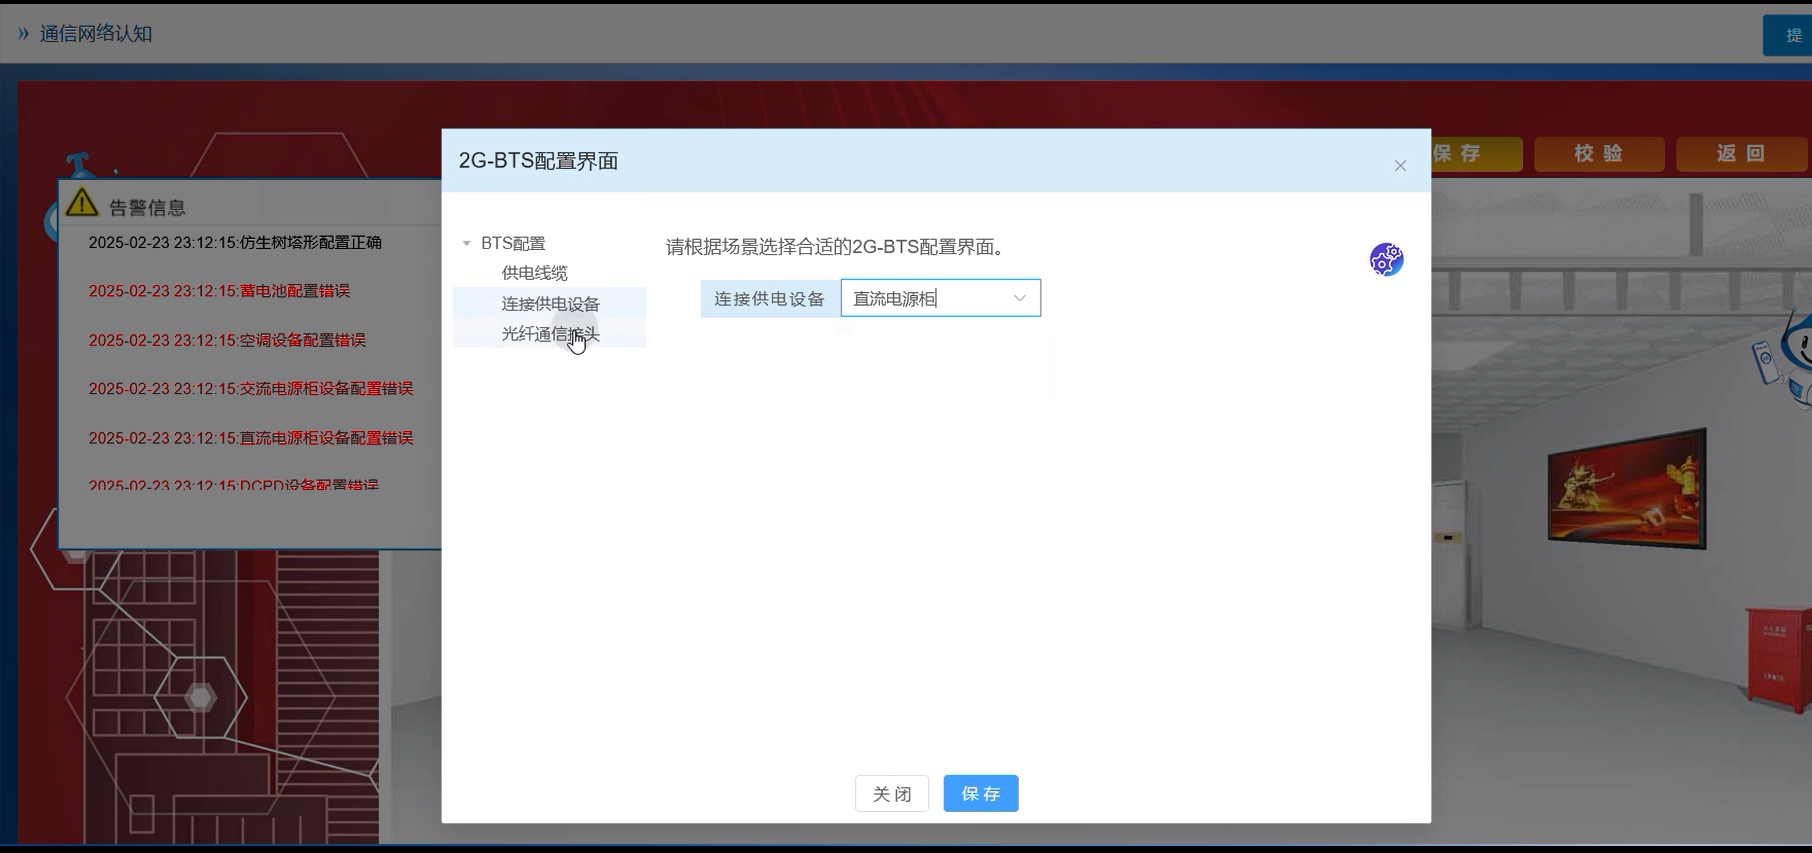 通信网络认知
提
2G-BTS配置界面
保 存
校 验
返 回
告警信息
2025-02-23 23:12:15:仿生树塔形配置正确
2025-02-23 23:12:15:蓄电池配置错误
2025-02-23 23:12:15:空调设备配置错误
2025-02-23 23:12:15:交流电源柜设备配置错误
2025-02-23 23:12:15:直流电源柜设备配置错误
2025-02-23 23:12:15:DCPD设备配置错误
BTS配置
供电线缆
连接供电设备
光纤通信接头
请根据场景选择合适的2G-BTS配置界面。
连接供电设备
直流电源柜
关 闭
保 存